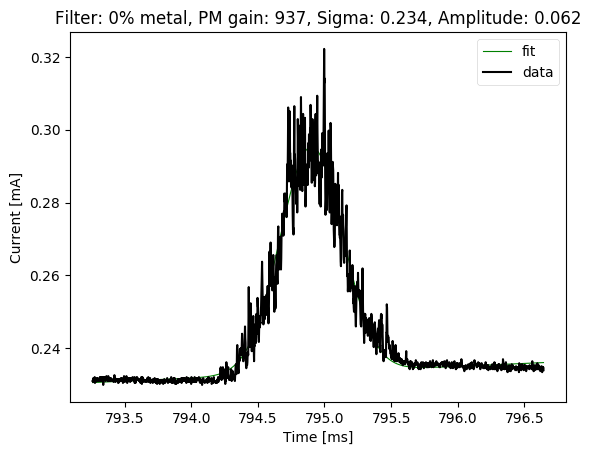 Filter: 0% metal, PM gain: 937, Sigma: 0.234, Amplitude: 0.062
fit
data
0.32
0.30
0.28
0.26
0.24
Current [mA]
793.5 794.0 794.5 795.0 795.5 796.0 796.5
Time [ms]